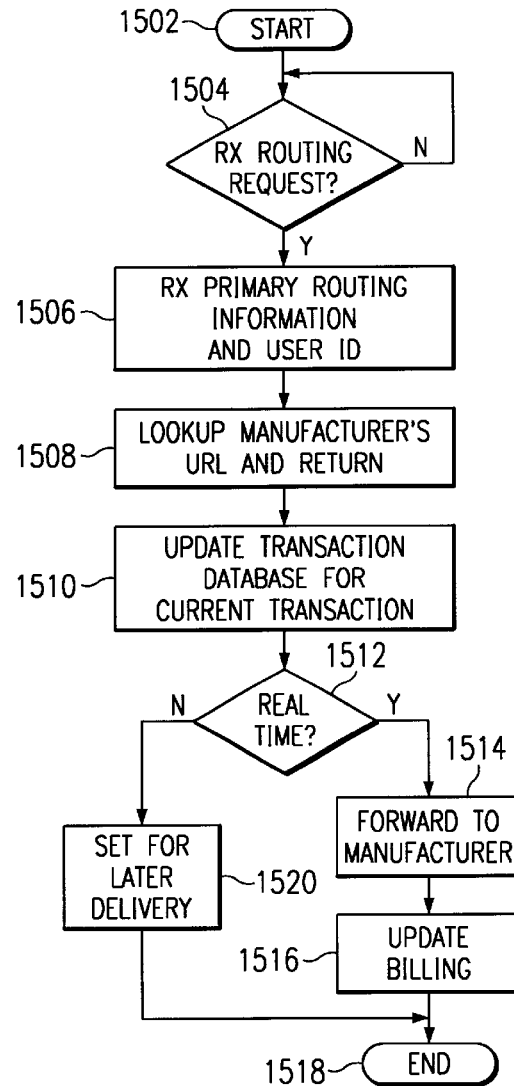 1502
START
1504
RX ROUTING
REQUEST?
N
Y
1506
RX PRIMARY ROUTING
INFORMATION
AND USER ID
1508
LOOKUP MANUFACTURER'S
URL AND RETURN
1510
UPDATE TRANSACTION
DATABASE FOR
CURRENT TRANSACTION
1512
N
REAL
TIME?
Y
1514
FORWARD TO
MANUFACTURER
SET FOR
LATER
DELIVERY
1520
1516
UPDATE
BILLING
1518
END